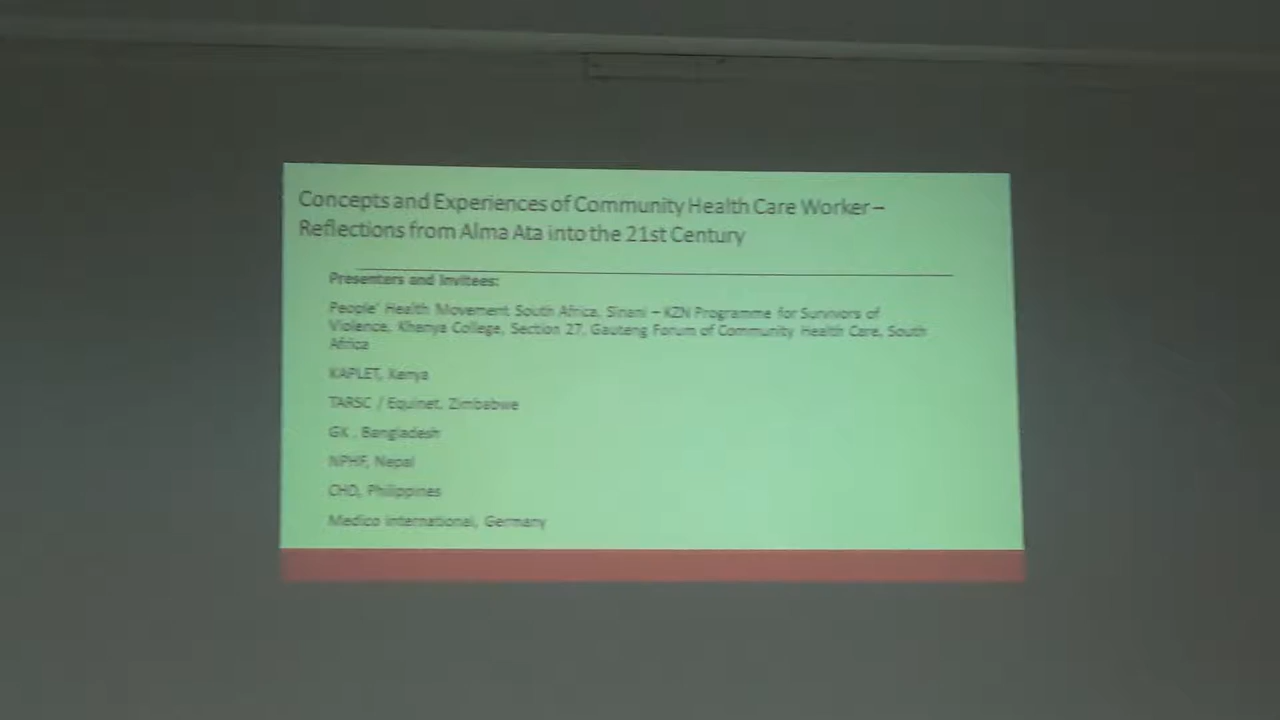 Concepts and Experiences of Community Health Care Worker –
Reflections from Alma Ata into the 21st Century
Presenters and Invitees:
People' Health Movement South Africa, Sinani – KZN Programme for Survivors of
Violence, Khanya College, Section 27, Gauteng Forum of Community Health Care, South
Africa
KAPLET, Kenya
TARSC / Equinet, Zimbabwe
GK , Bangladesh
NPHF, Nepal
CHD, Philippines
Medico international, Germany